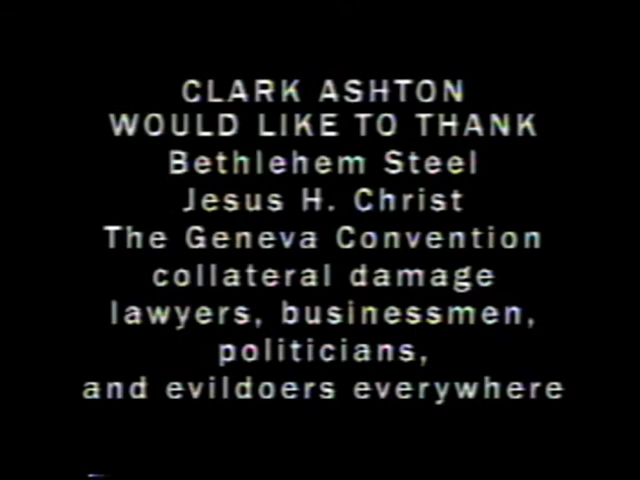 CLARK ASHTON
WOULD LIKE TO THANK
Bethlehem Steel
Jesus H. Christ
The Geneva Convention
collateral damage
lawyers, businessmen,
politicians,
and evildoers everywhere